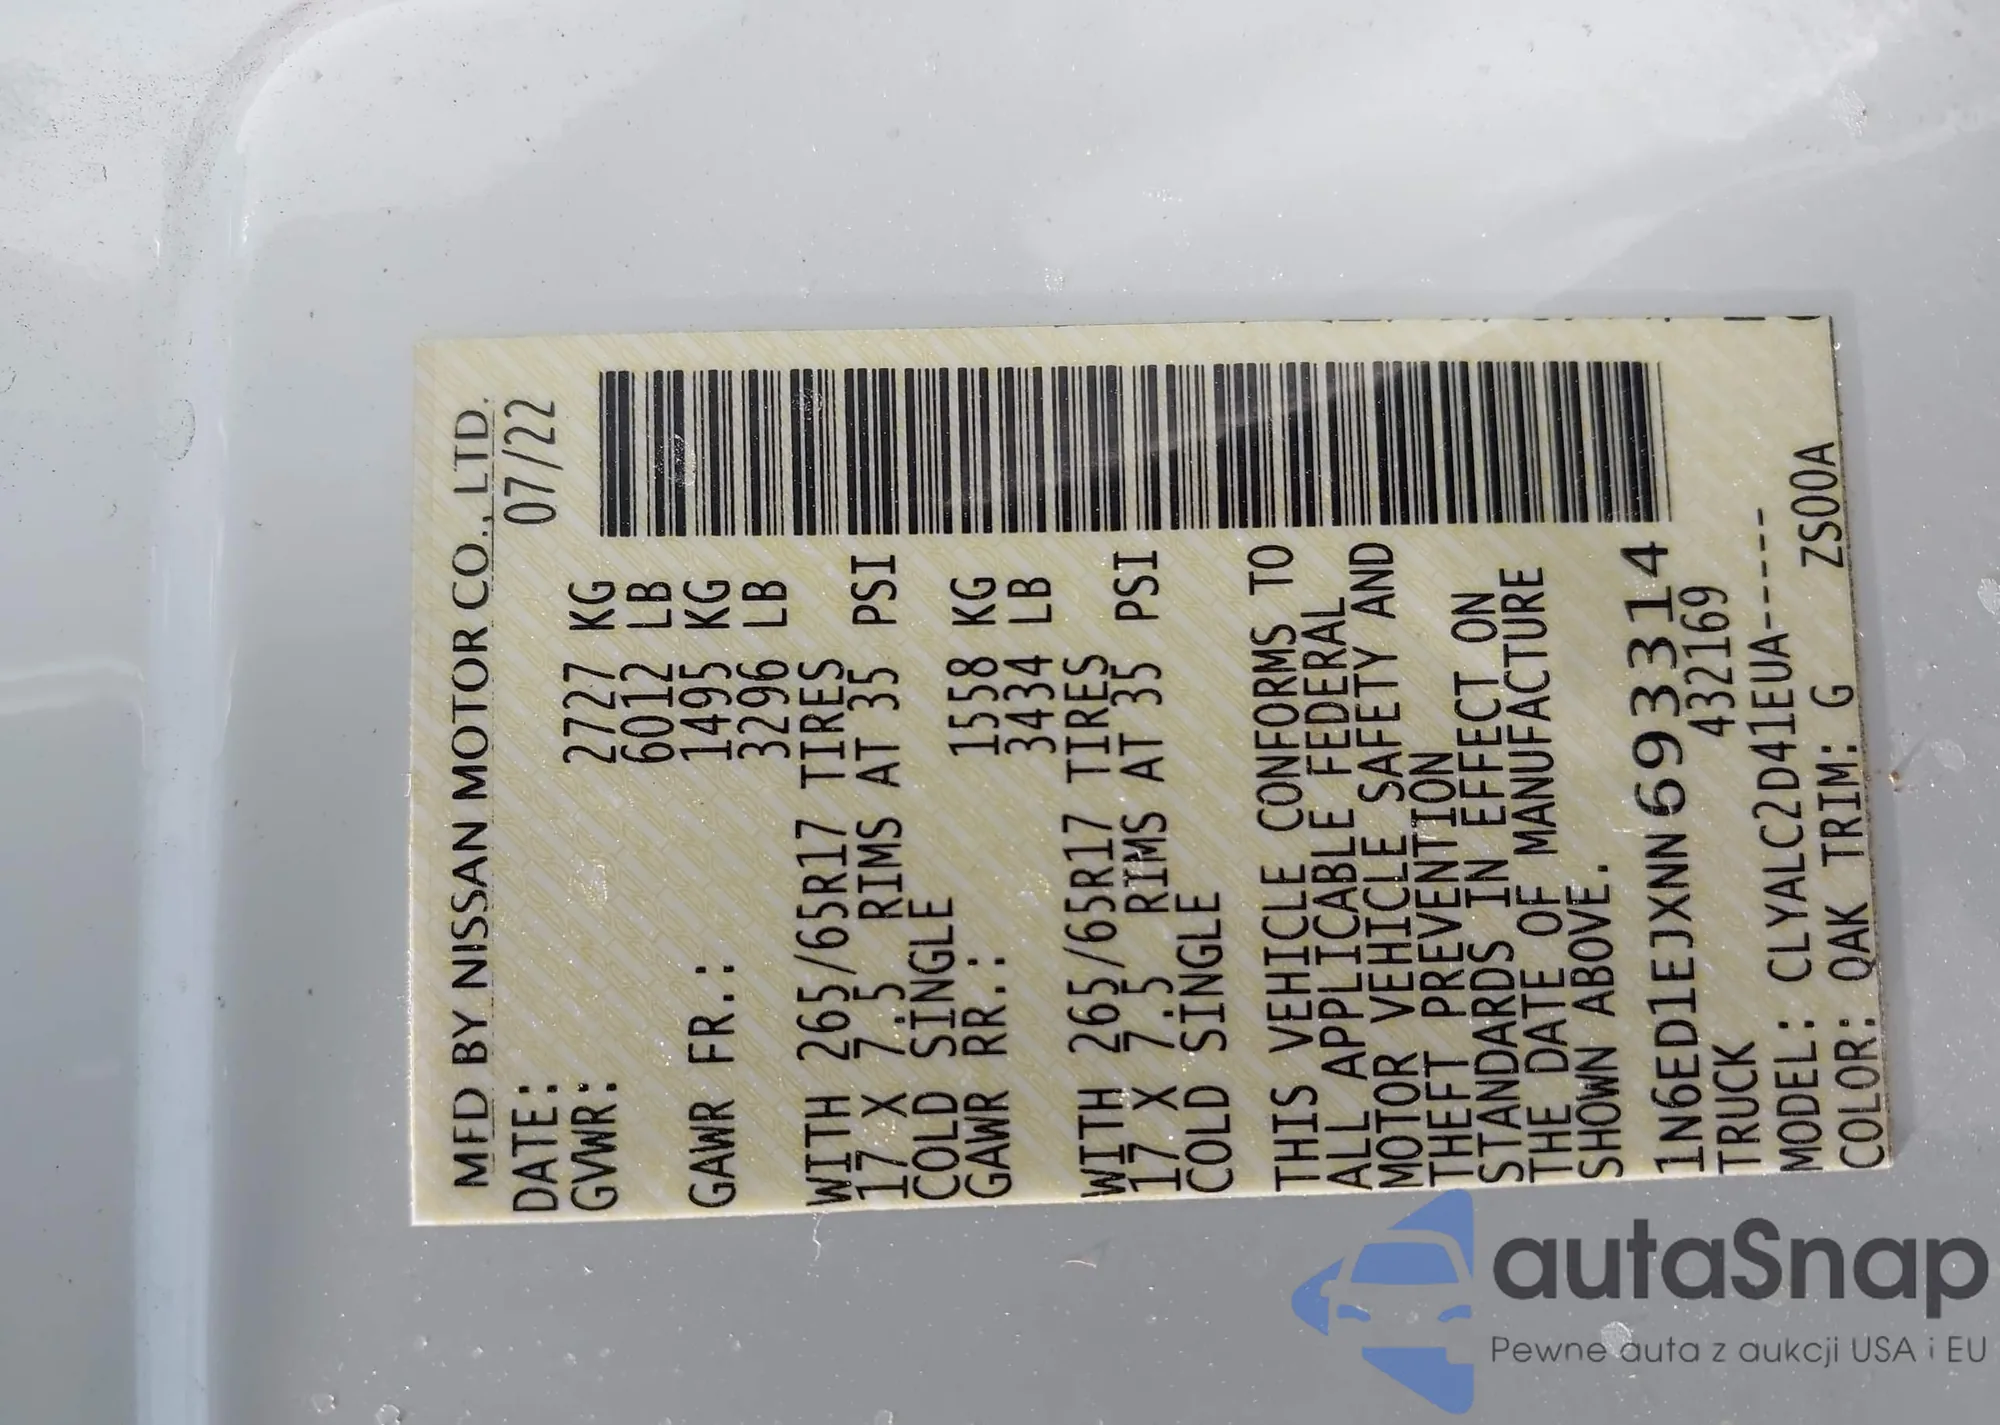 MFD BY NISSAN MOTOR CO.,LTD.
DATE: 07/22
GVWR: 2727 KG
6012 LB
GAWR FR.: 1495 KG
3296 LB
WITH 265/65R17 TIRES
17 X 7.5 RIMS AT 35 PSI
COLD SINGLE
GAWR RR.: 1558 KG
3434 LB
WITH 265/65R17 TIRES
17 X 7.5 RIMS AT 35 PSI
COLD SINGLE
THIS VEHICLE CONFORMS TO
ALL APPLICABLE FEDERAL
MOTOR VEHICLE SAFETY AND
THEFT PREVENTION
STANDARDS IN EFFECT ON
THE DATE OF MANUFACTURE
SHOWN ABOVE.
1N6ED1EJXNN693314
TRUCK 432169
MODEL: CLYALC2D41EUA-----
COLOR: QAK TRIM: G ZS00A
autaSnap
Pewne auta z aukcji USA i EU